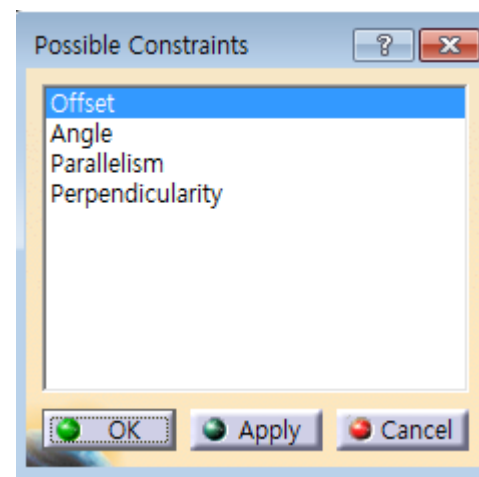 Possible Constraints
?
Offset
Angle
Parallelism
Perpendicularity
OK Apply Cancel